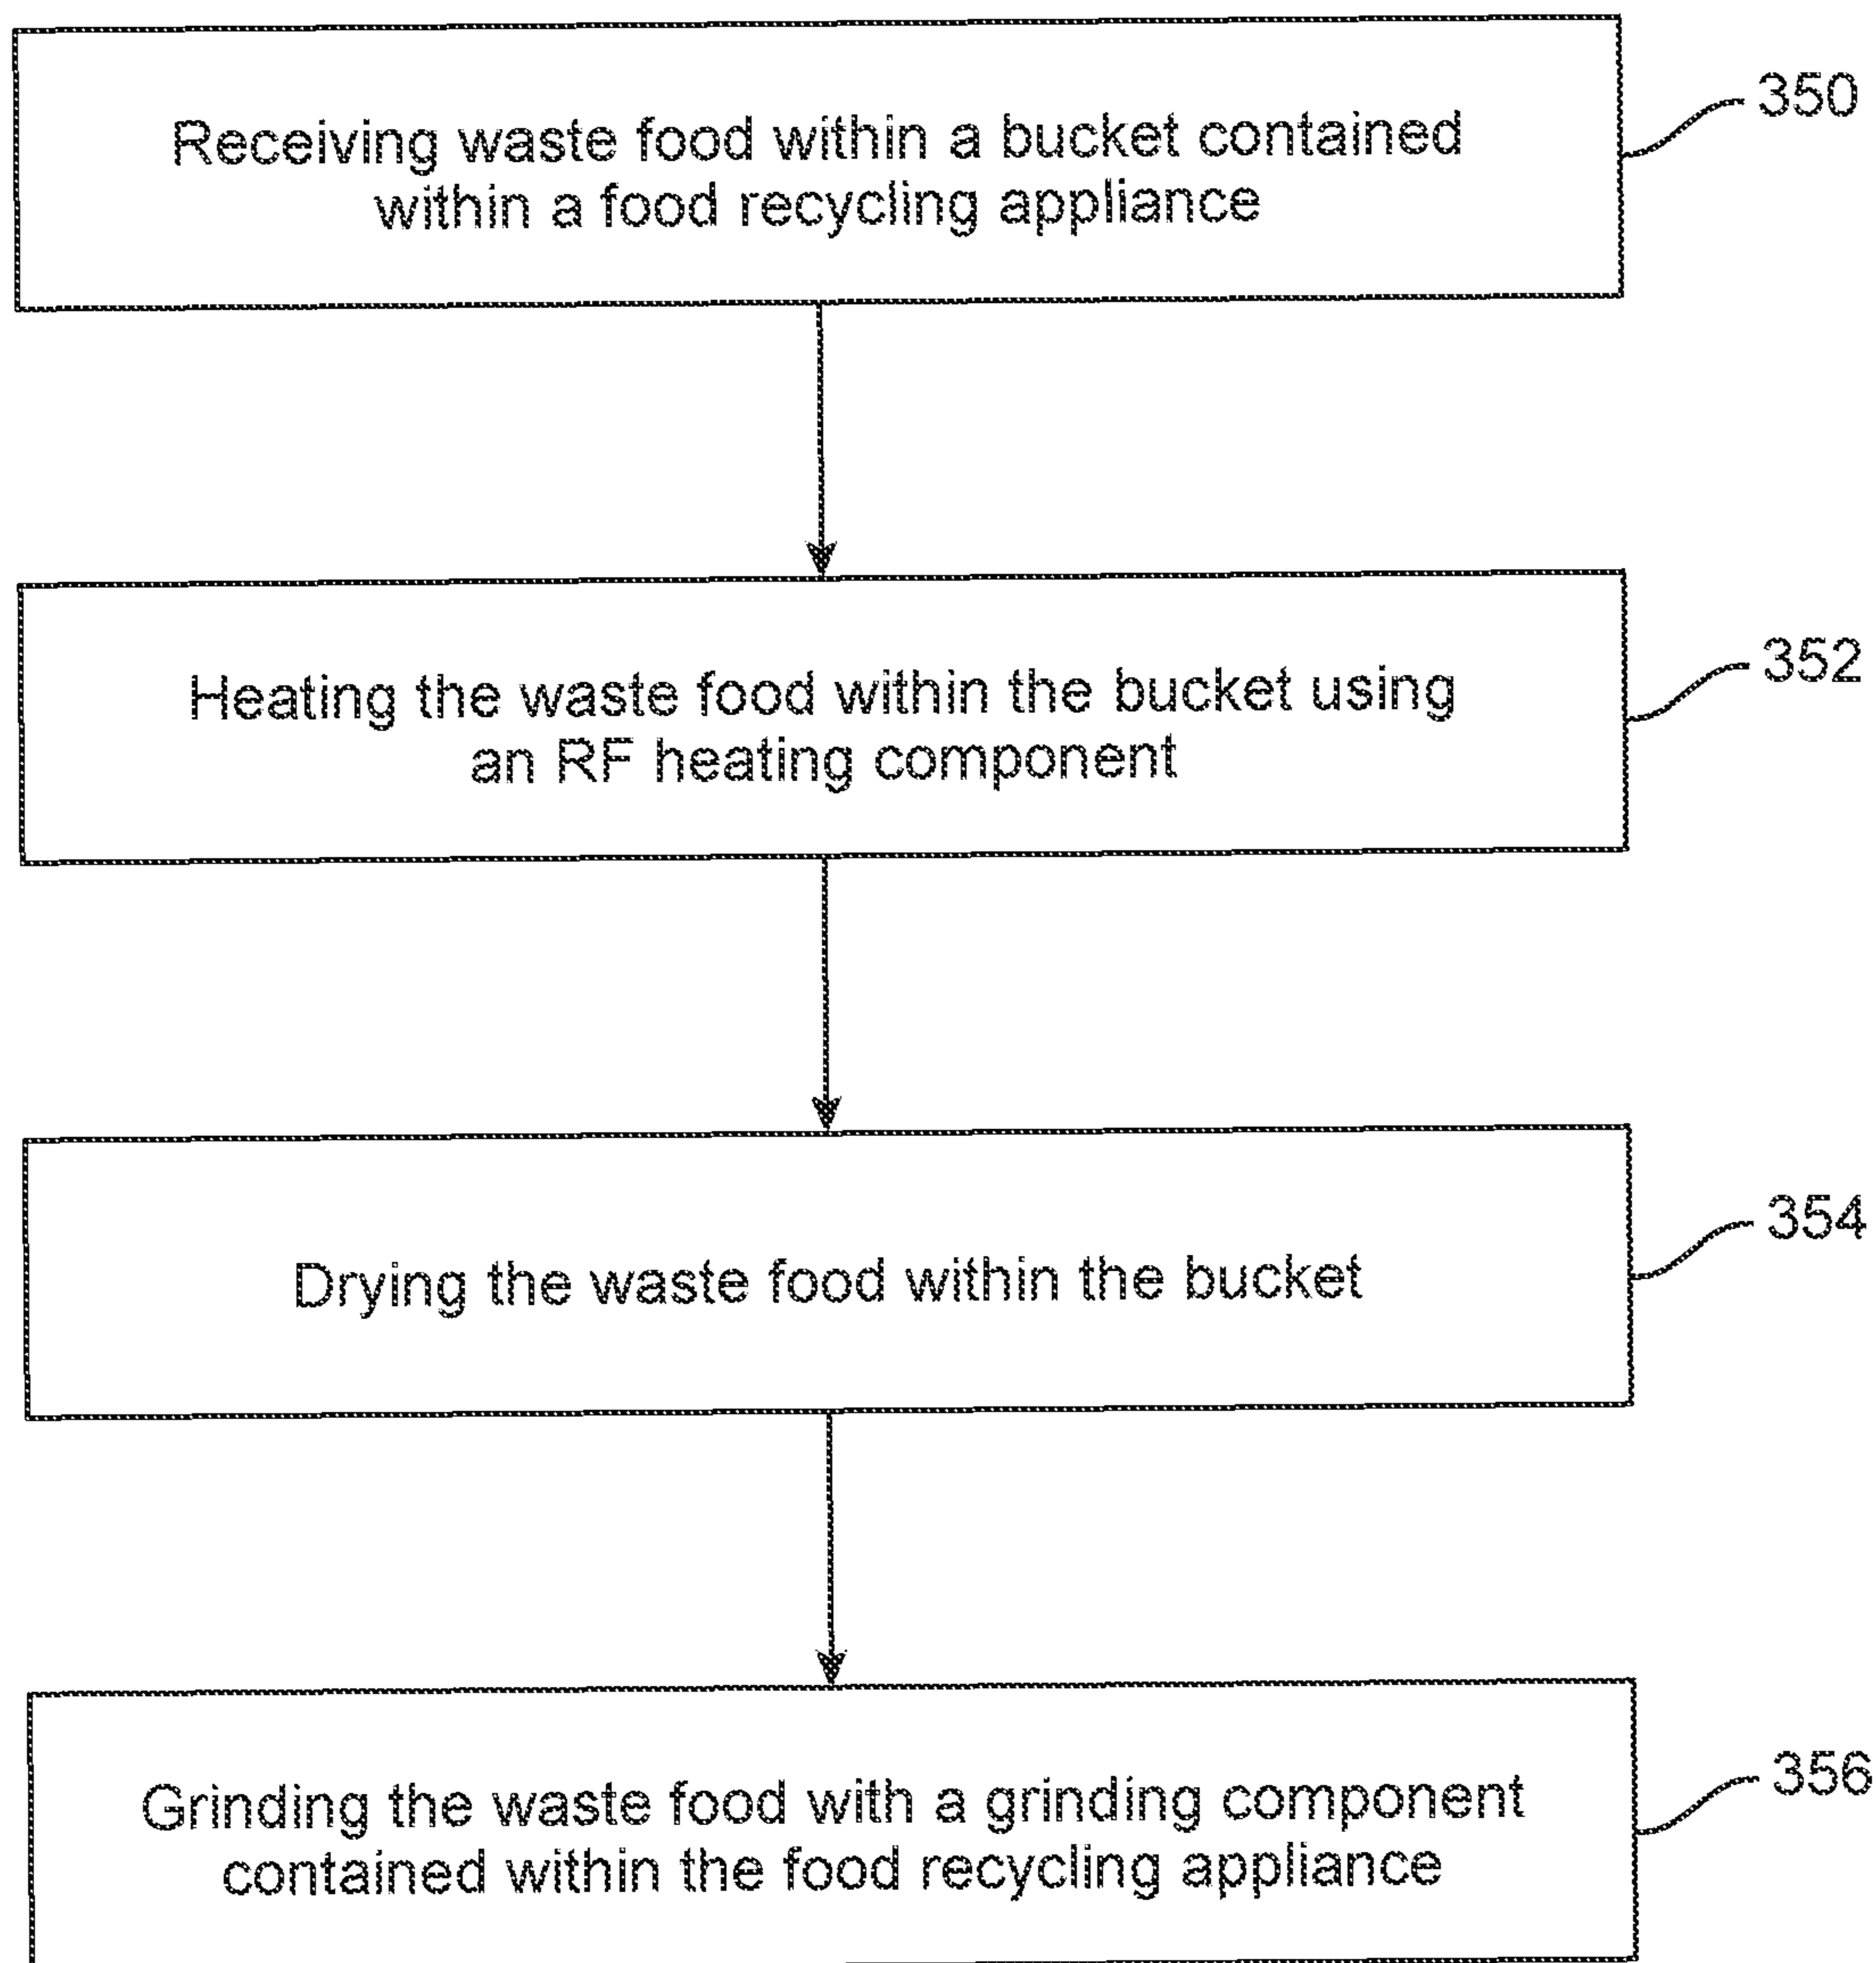 Receiving waste food within a bucket contained
within a food recycling appliance
350
Heating the waste food within the bucket using
an RF heating component
352
Drying the waste food within the bucket
354
Grinding the waste food with a grinding component
contained within the food recycling appliance
356